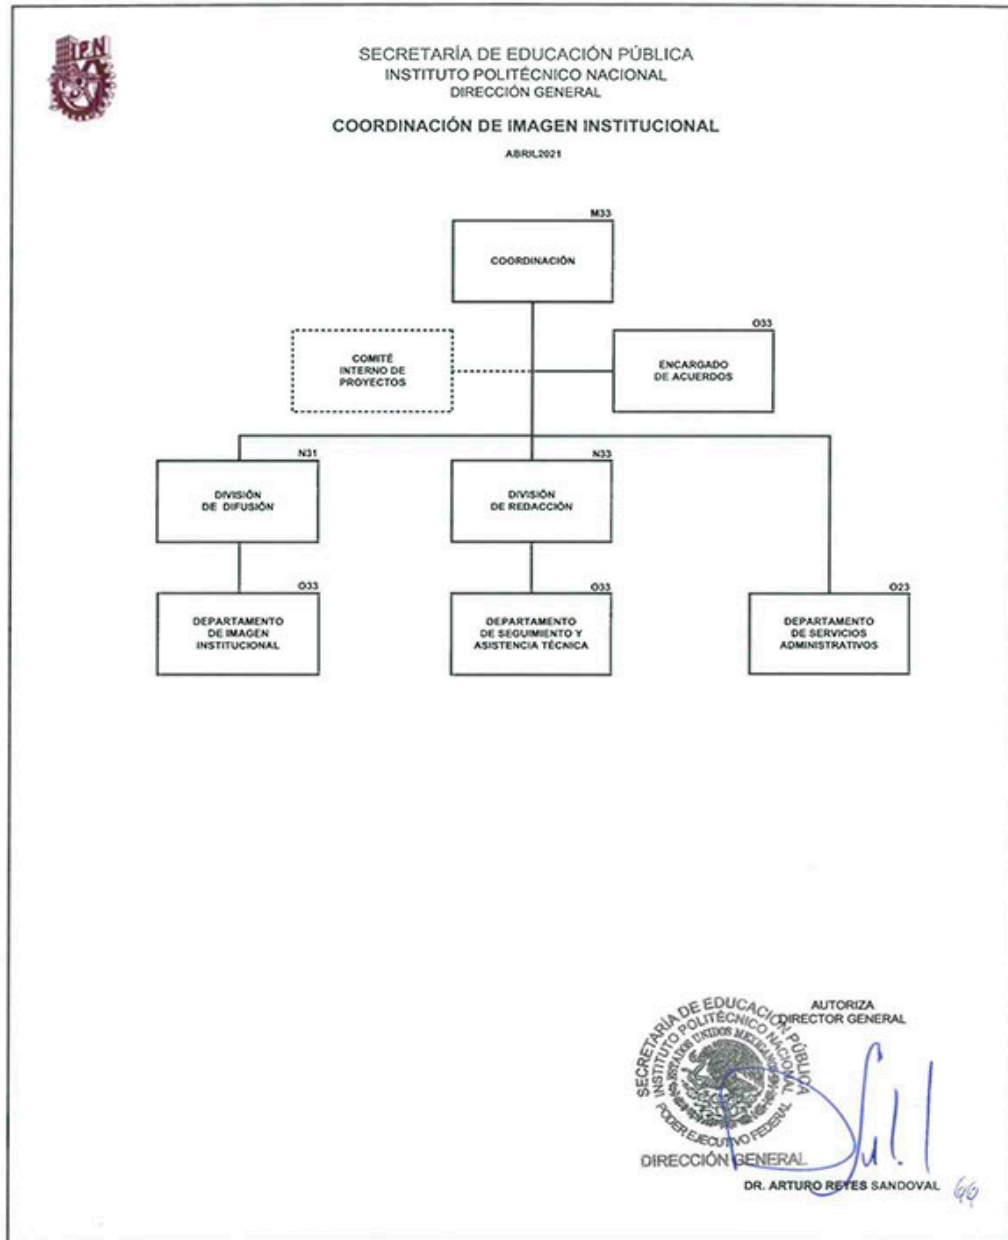 IPN
SECRETARÍA DE EDUCACIÓN PÚBLICA
INSTITUTO POLITÉCNICO NACIONAL
DIRECCIÓN GENERAL
COORDINACIÓN DE IMAGEN INSTITUCIONAL
ABRIL2021
M33
COORDINACIÓN
COMITÉ
INTERNO DE
PROYECTOS
O33
ENCARGADO
DE ACUERDOS
N31
DIVISIÓN
DE DIFUSIÓN
N33
DIVISIÓN
DE REDACCIÓN
O33
DEPARTAMENTO
DE IMAGEN
INSTITUCIONAL
O33
DEPARTAMENTO
DE SEGUIMIENTO Y
ASISTENCIA TÉCNICA
O23
DEPARTAMENTO
DE SERVICIOS
ADMINISTRATIVOS
AUTORIZA
DIRECTOR GENERAL
SECRETARÍA DE EDUCACIÓN PÚBLICA
INSTITUTO POLITÉCNICO NACIONAL
ESTADOS UNIDOS MEXICANOS
PODER EJECUTIVO FEDERAL
DIRECCIÓN GENERAL
DR. ARTURO REYES SANDOVAL